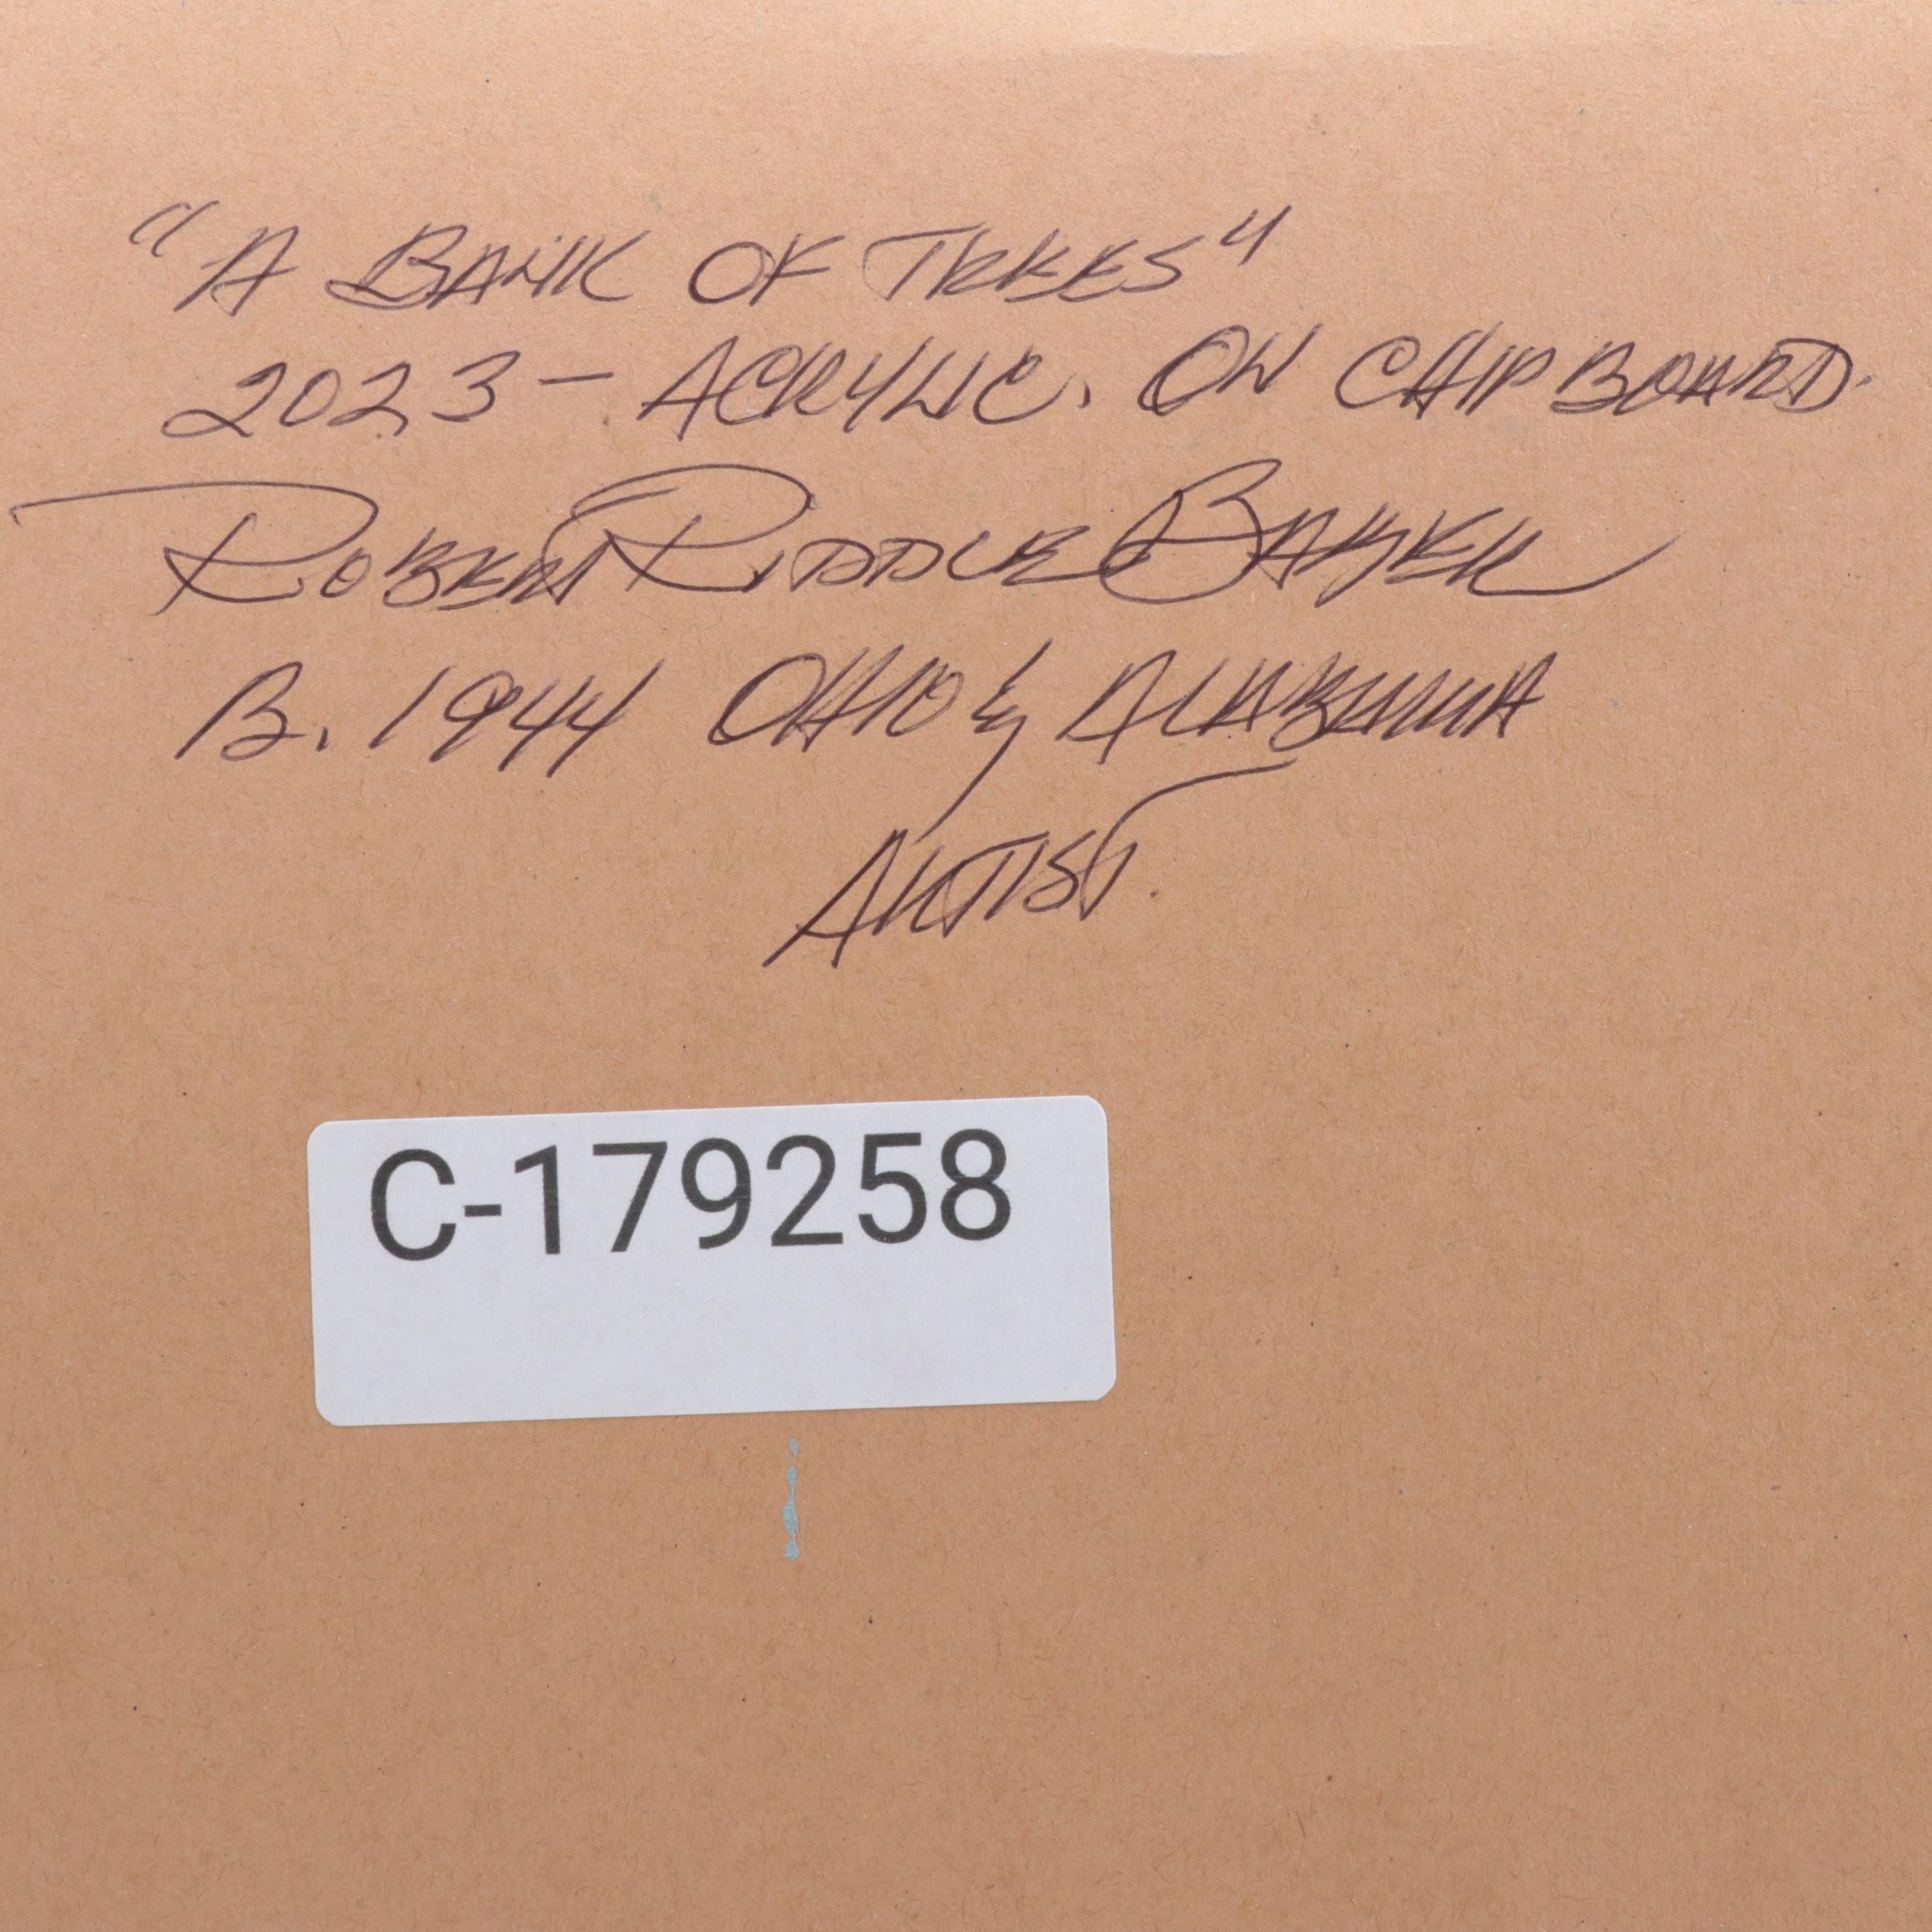 "A BANK OF TREES"
2023 - ACRYLIC. ON CHIPBOARD.
ROBERT RIDDLE BAKER
B. 1944 OHIO & ALABAMA
ARTIST.
C-179258